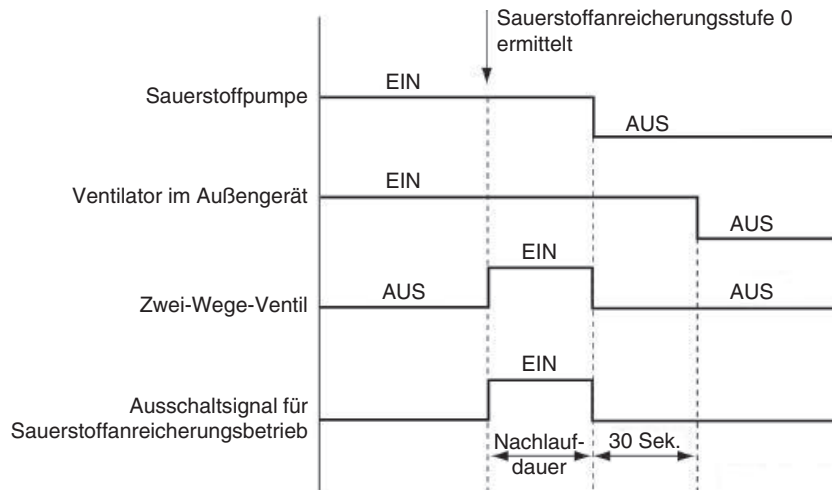 Sauerstoffanreicherungsstufe 0
ermittelt
EIN
Sauerstoffpumpe
AUS
EIN
Ventilator im Außengerät
AUS
EIN
AUS
AUS
Zwei-Wege-Ventil
EIN
Ausschaltsignal für
Sauerstoffanreicherungsbetrieb
Nachlauf-
dauer
30 Sek.